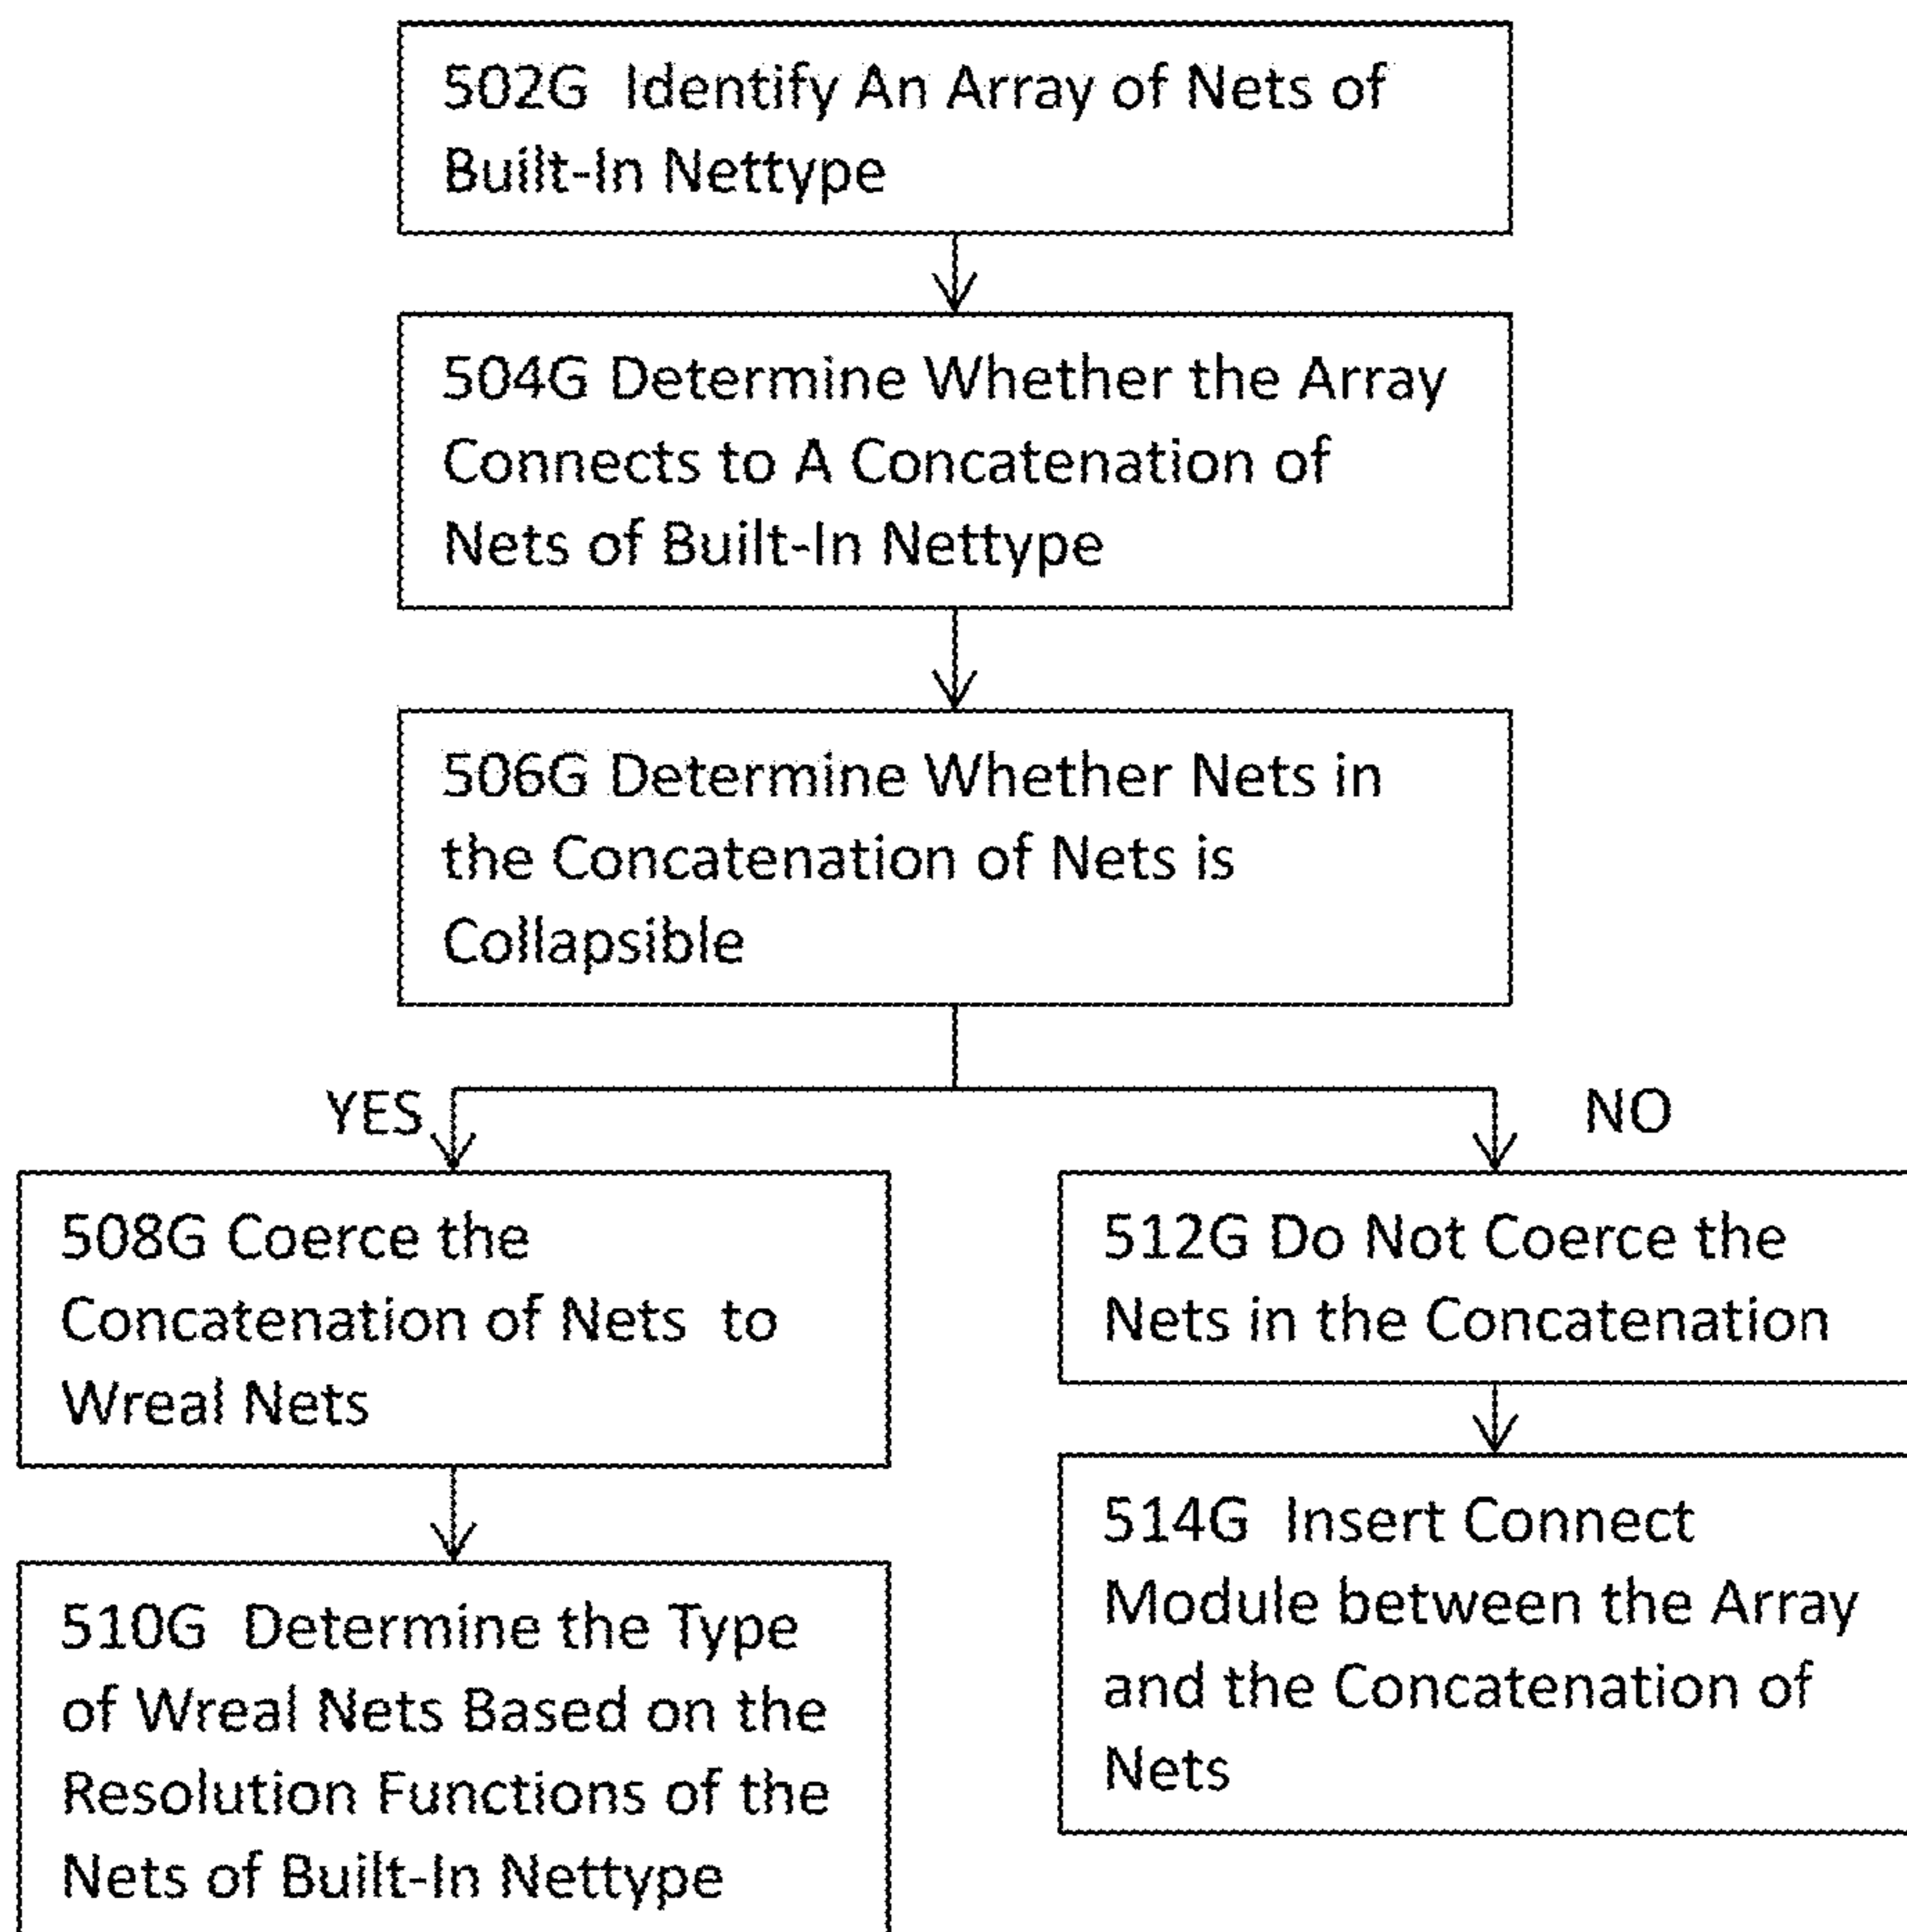 502G Identify An Array of Nets of
Built-In Nettype
504G Determine Whether the Array
Connects to A Concatenation of
Nets of Built-In Nettype
506G Determine Whether Nets in
the Concatenation of Nets is
Collapsible
YES
NO
508G Coerce the
Concatenation of Nets to
Wreal Nets
510G Determine the Type
of Wreal Nets Based on the
Resolution Functions of the
Nets of Built-In Nettype
512G Do Not Coerce the
Nets in the Concatenation
514G Insert Connect
Module between the Array
and the Concatenation of
Nets